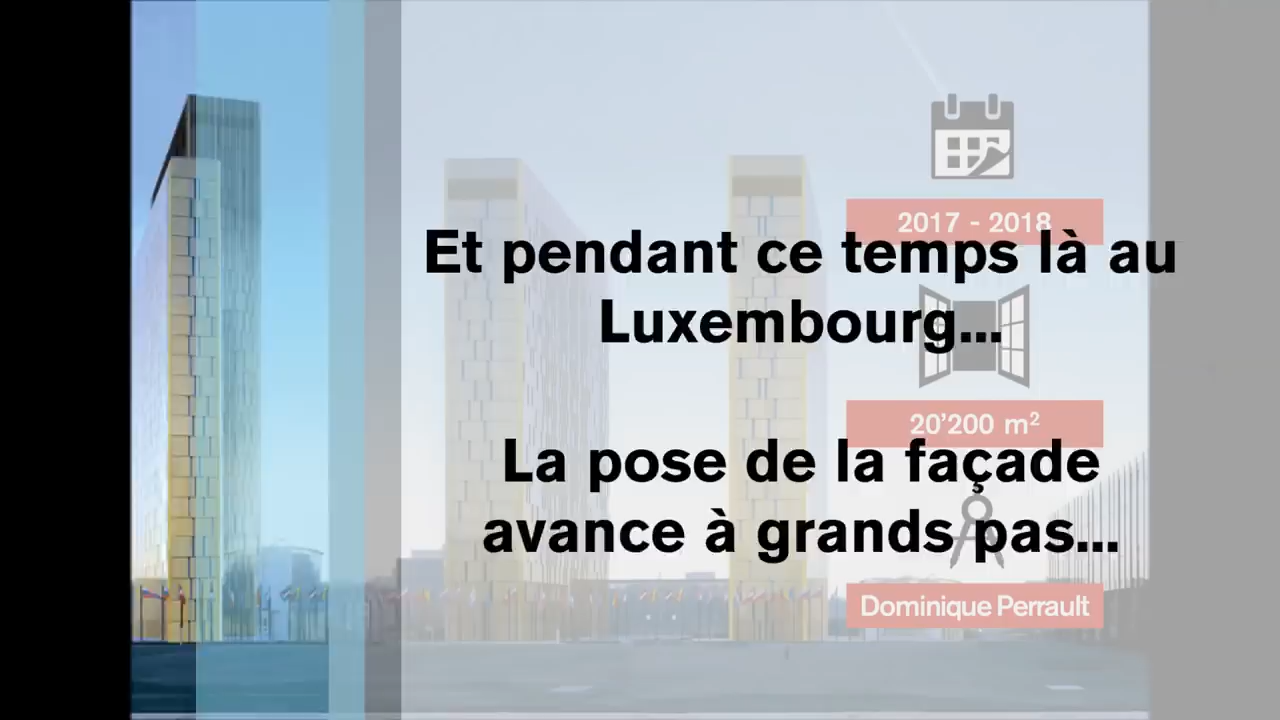 2017 - 2018
Et pendant ce temps là au
Luxembourg...
20'200 m²
La pose de la façade
avance à grands pas...
Dominique Perrault